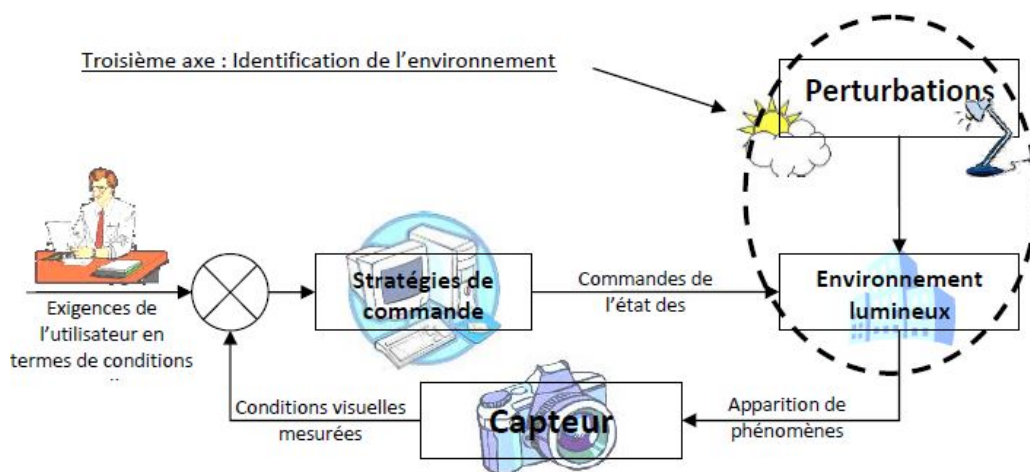 Troisième axe : Identification de l'environnement
Perturbations
Exigences de
l'utilisateur en
termes de conditions
Stratégies de
commande
Commandes de
l'état des
Environnement
lumineux
Conditions visuelles
mesurées
Capteur
Apparition de
phénomènes